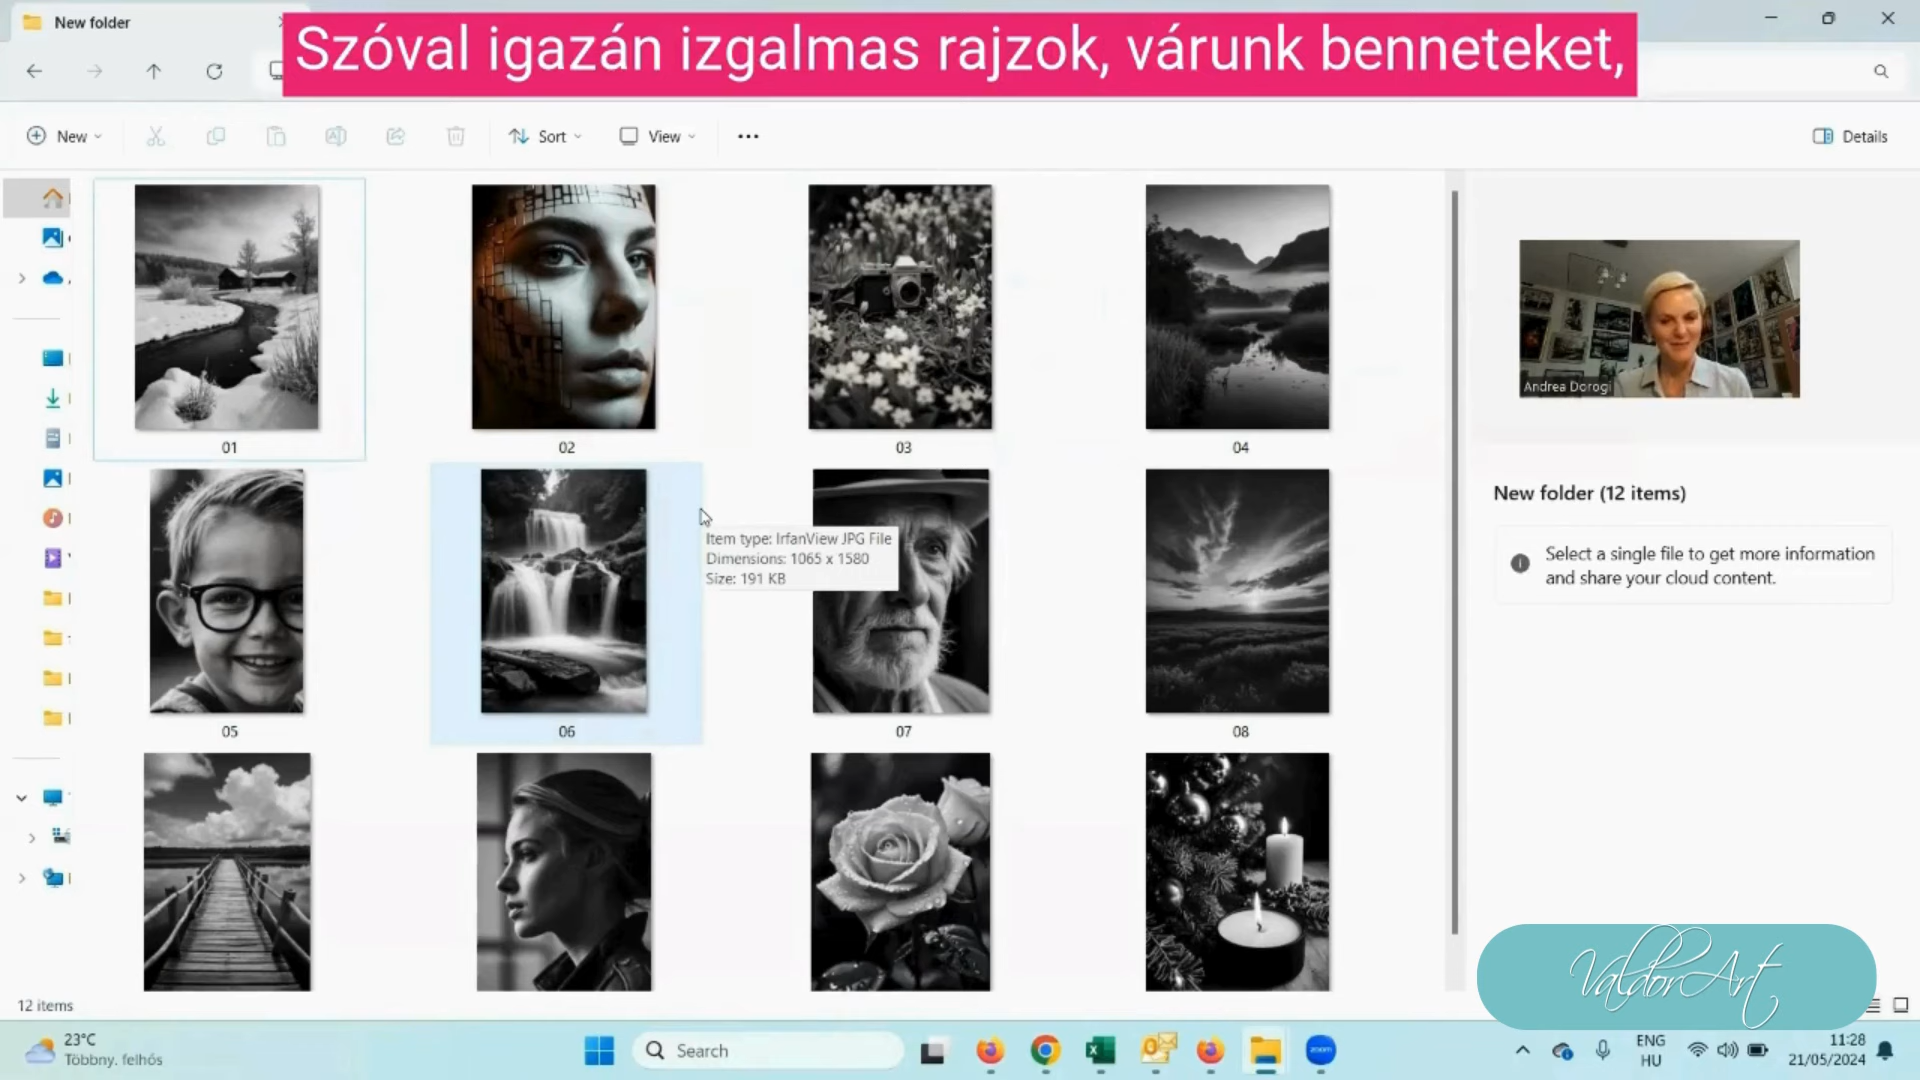 New folder
Szóval igazán izgalmas rajzok, várunk benneteket,
New
Sort
View
Details
01
02
03
04
Andrea Dorogi
New folder (12 items)
Select a single file to get more information
and share your cloud content.
Item type: IrfanView JPG File
Dimensions: 1065 x 1580
Size: 191 KB
05
06
07
08
ValdorArt
12 items
23°C
Többny. felhős
Search
zoom
ENG
HU
11:28
21/05/2024